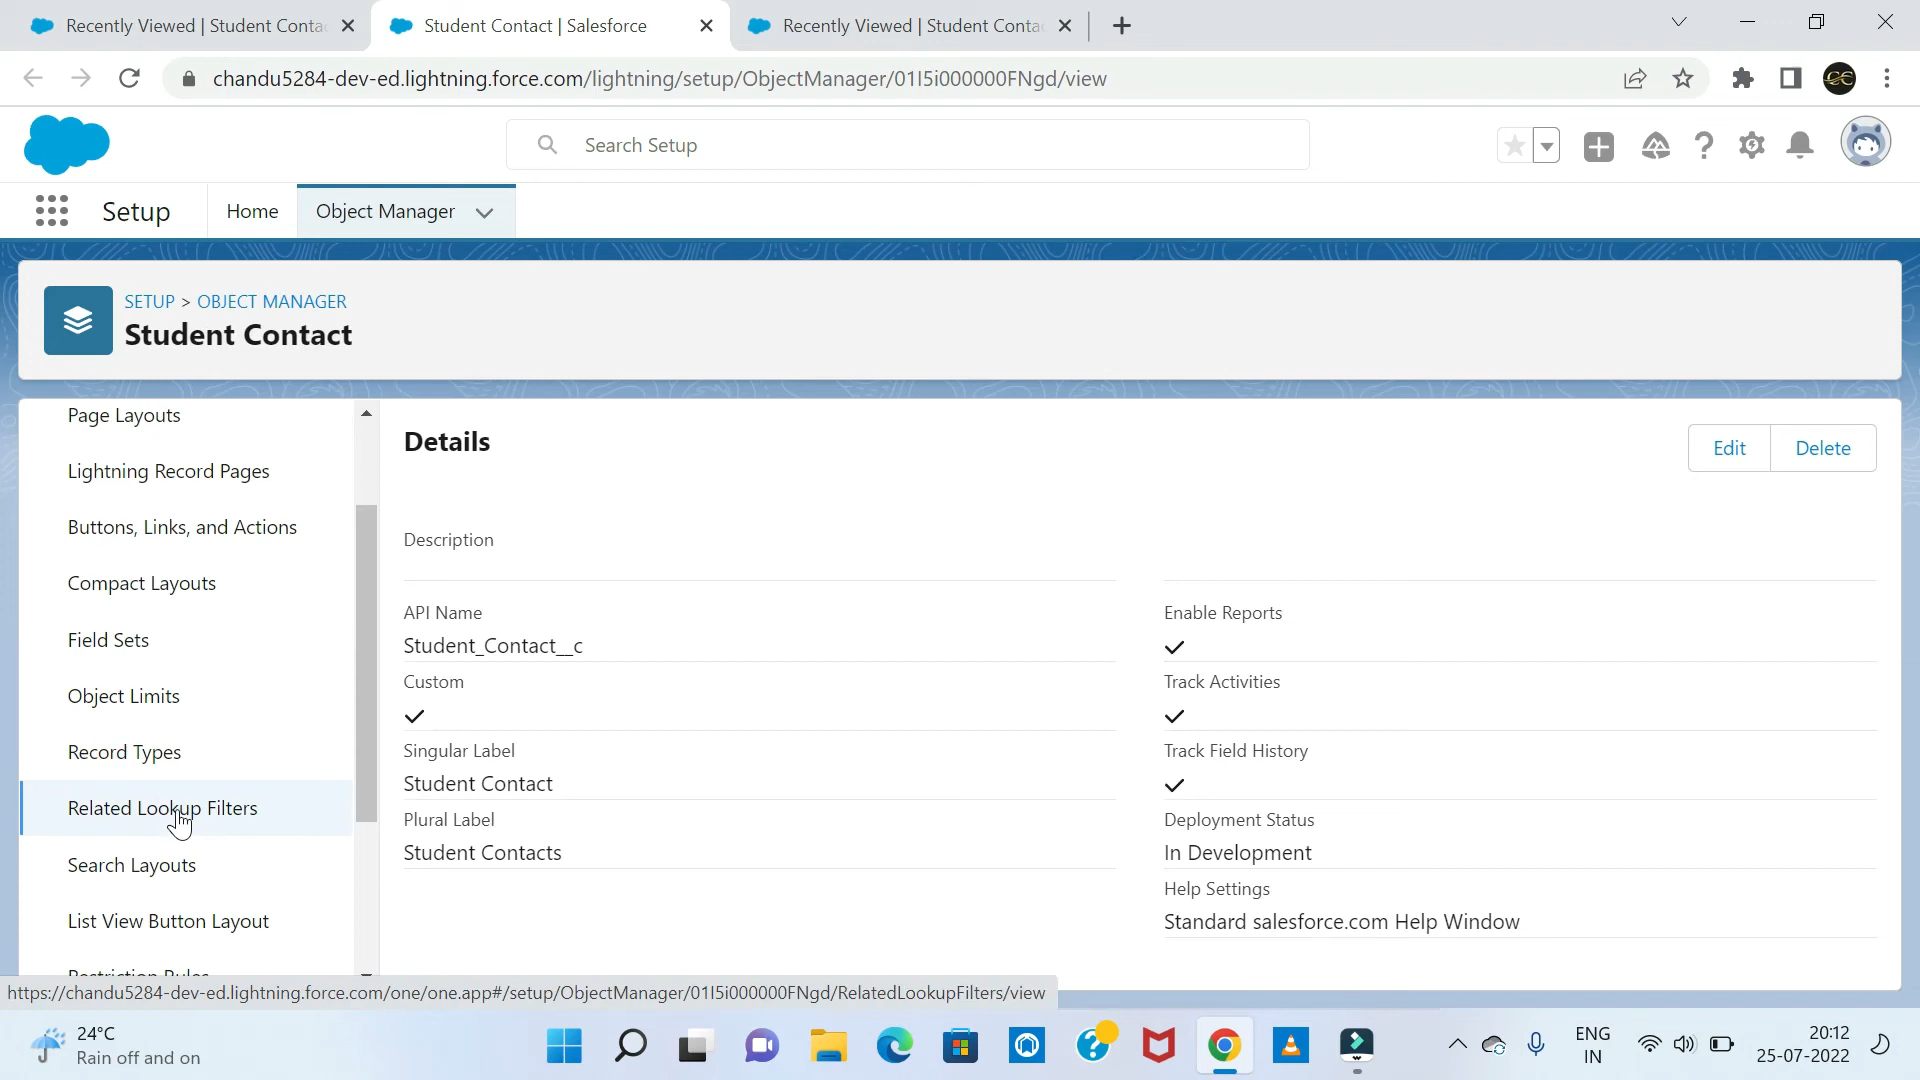 Recently Viewed | Student Conta
Student Contact | Salesforce
Recently Viewed | Student Conta
chandu5284-dev-ed.lightning.force.com/lightning/setup/ObjectManager/01I5i000000FNgd/view
Search Setup
Setup
Home
Object Manager
SETUP > OBJECT MANAGER
Student Contact
Page Layouts
Lightning Record Pages
Buttons, Links, and Actions
Compact Layouts
Field Sets
Object Limits
Record Types
Related Lookup Filters
Search Layouts
List View Button Layout
Restriction Rules
Details
Edit
Delete
Description
API Name
Student_Contact__c
Custom
Singular Label
Student Contact
Plural Label
Student Contacts
Enable Reports
Track Activities
Track Field History
Deployment Status
In Development
Help Settings
Standard salesforce.com Help Window
https://chandu5284-dev-ed.lightning.force.com/one/one.app#/setup/ObjectManager/01I5i000000FNgd/RelatedLookupFilters/view
24°C
Rain off and on
ENG
IN
20:12
25-07-2022